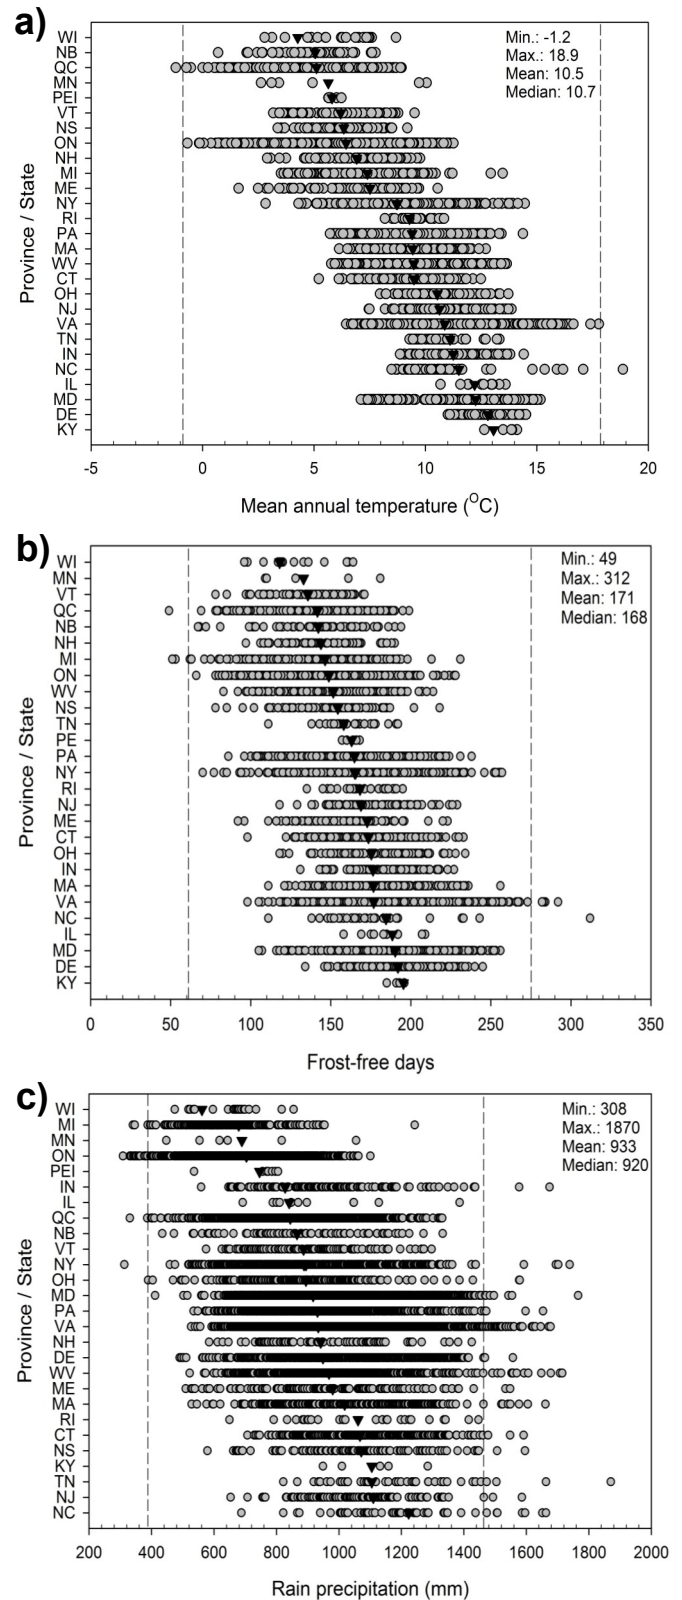 a)
Min.: -1.2
Max.: 18.9
Mean: 10.5
Median: 10.7
Province / State
WI
NB
QC
MN
PEI
VT
NS
ON
NH
MI
ME
NY
RI
PA
MA
WV
CT
OH
NJ
VA
TN
IN
NC
IL
MD
DE
KY
-5 0 5 10 15 20
Mean annual temperature (OC)
b)
Min.: 49
Max.: 312
Mean: 171
Median: 168
Province / State
WI
MN
VT
QC
NB
NH
MI
ON
WV
NS
TN
PE
PA
NY
RI
NJ
ME
CT
OH
IN
MA
VA
NC
IL
MD
DE
KY
0 50 100 150 200 250 300 350
Frost-free days
c)
Min.: 308
Max.: 1870
Mean: 933
Median: 920
Province / State
WI
MI
MN
ON
PEI
IN
IL
QC
NB
VT
NY
OH
MD
PA
VA
NH
DE
WV
ME
MA
RI
CT
NS
KY
TN
NJ
NC
200 400 600 800 1000 1200 1400 1600 1800 2000
Rain precipitation (mm)